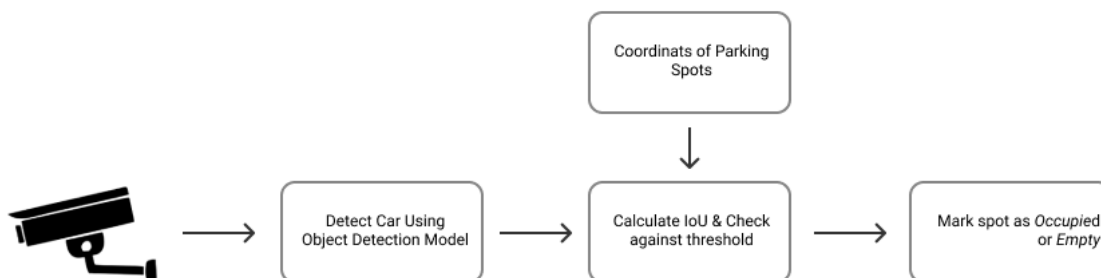 Coordinats of Parking
Spots
Detect Car Using
Object Detection Model
Calculate IoU & Check
against threshold
Mark spot as Occupied
or Empty